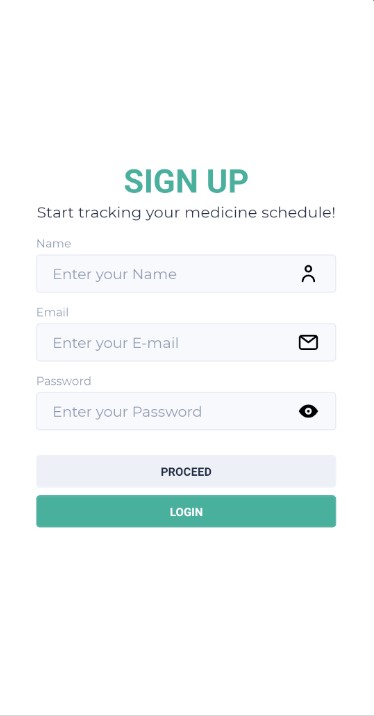 SIGN UP
Start tracking your medicine schedule!
Name
Enter your Name
Email
Enter your E-mail
Password
Enter your Password
PROCEED
LOGIN